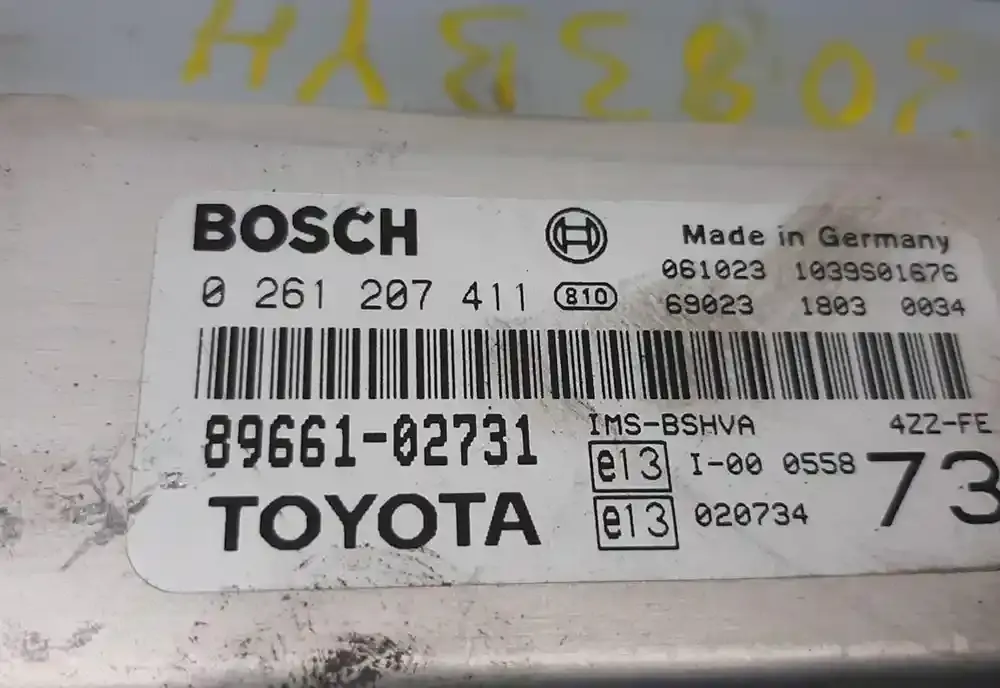 BOSCH
Made in Germany
061023 1039S01676
0 261 207 411 810
69023 1803 0034
89661-02731
IMS-BSHVA 4ZZ-FE
e13 I-00 0558 73
TOYOTA
e13 020734